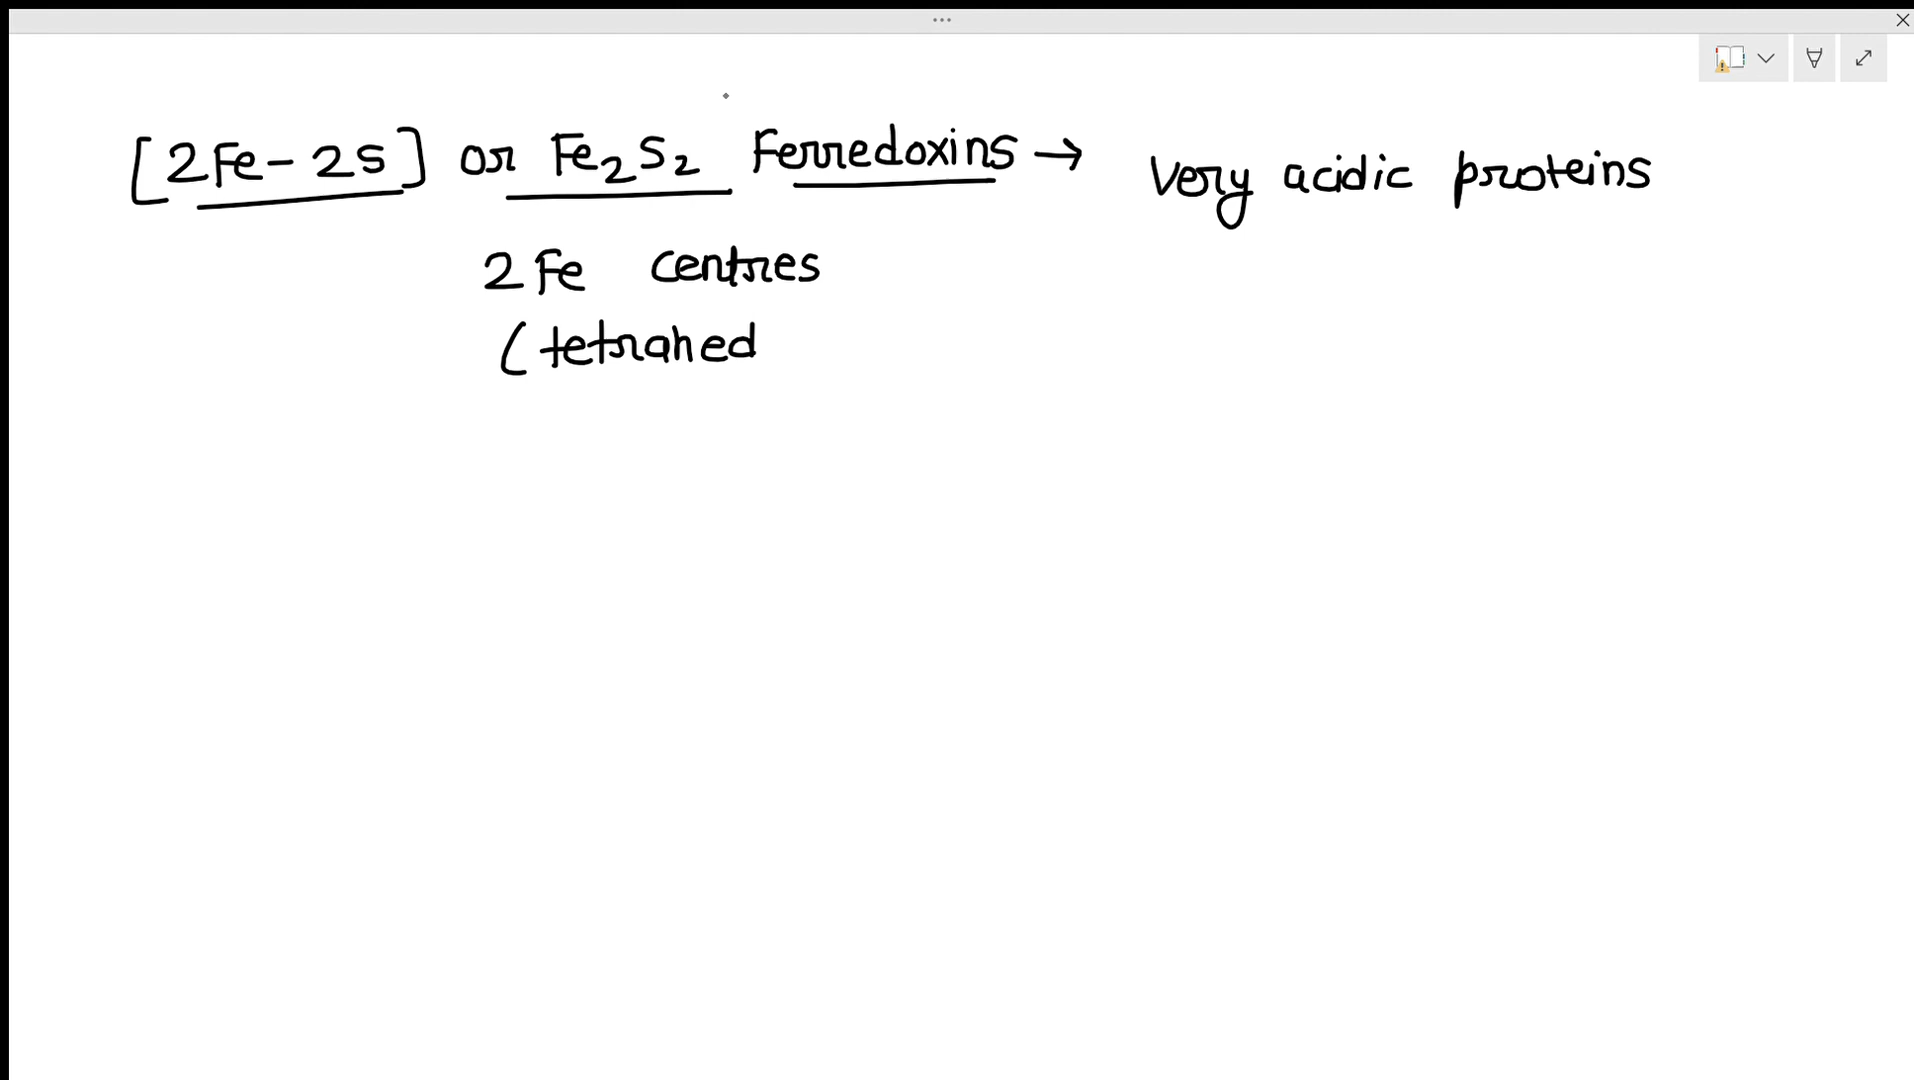 [2Fe-2S] or Fe₂S₂ Ferredoxins → Very acidic proteins
2Fe centres
(tetrahed